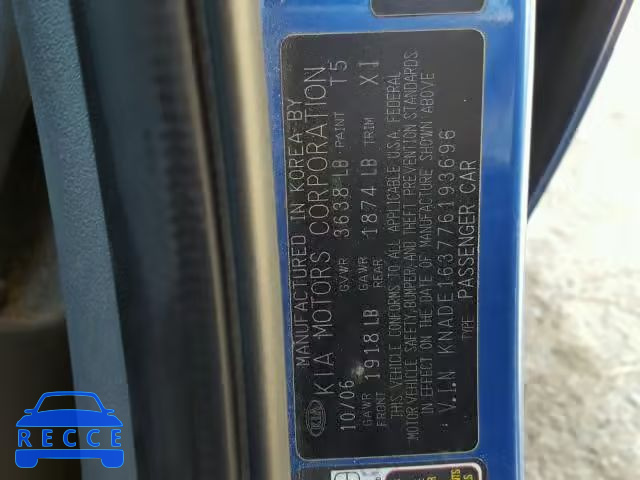 MANUFACTURED IN KOREA BY
KIA MOTORS CORPORATION
KIA
10/06 GVWR 3638 LB PAINT T5
GAWR FRONT 1918 LB GAWR REAR 1874 LB TRIM X1
THIS VEHICLE CONFORMS TO ALL APPLICABLE U.S.A. FEDERAL
MOTOR VEHICLE SAFETY, BUMPER, AND THEFT PREVENTION STANDARDS
IN EFFECT ON THE DATE OF MANUFACTURE SHOWN ABOVE
: V.I.N KNADE163776193696
TYPE : PASSENGER CAR
RECCE